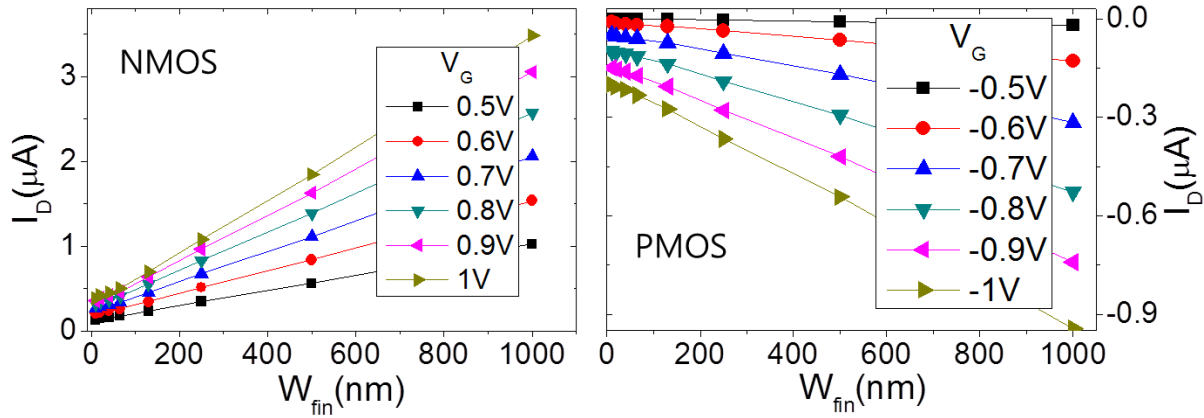 NMOS
V_G
0.5V
0.6V
0.7V
0.8V
0.9V
1V
I_D(μA)
3
2
1
0
0 200 400 600 800 1000
W_fin(nm)
PMOS
V_G
-0.5V
-0.6V
-0.7V
-0.8V
-0.9V
-1V
0.0
-0.3
-0.6
-0.9
I_D(μA)
0 200 400 600 800 1000
W_fin(nm)